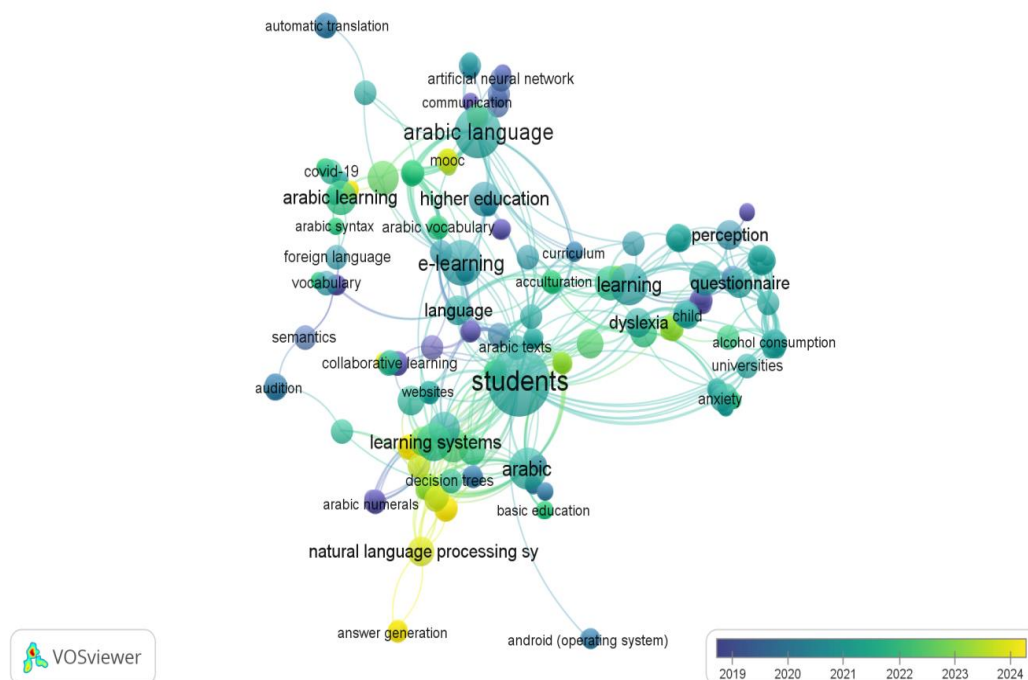 automatic translation
artificial neural network
communication
arabic language
mooc
covid-19
arabic learning
higher education
arabic syntax
arabic vocabulary
perception
foreign language
e-learning
curriculum
vocabulary
acculturation
learning
questionnaire
language
dyslexia
child
semantics
arabic texts
alcohol consumption
collaborative learning
universities
audition
websites
students
anxiety
learning systems
arabic
decision trees
arabic numerals
basic education
natural language processing sy
answer generation
android (operating system)
VOSviewer
2019 2020 2021 2022 2023 2024